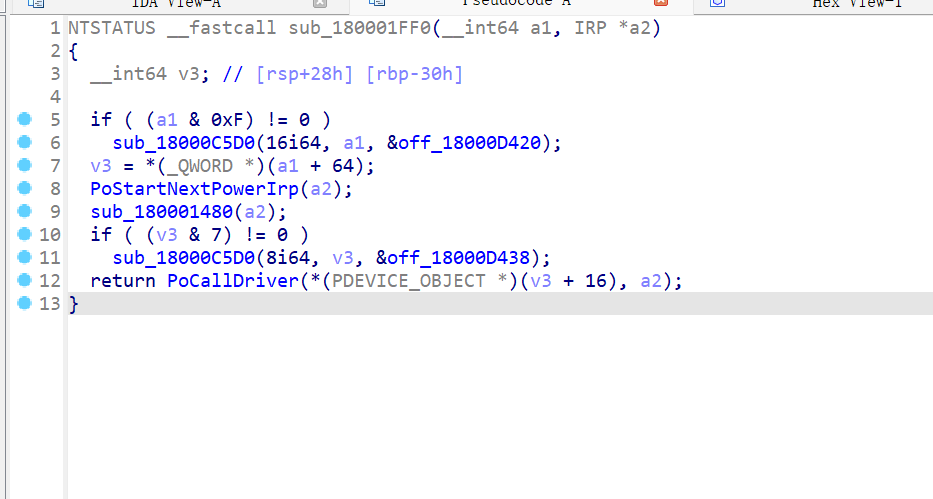 IDA View-A Pseudocode A Hex View-1
1 NTSTATUS __fastcall sub_180001FF0(__int64 a1, IRP *a2)
2 {
3 __int64 v3; // [rsp+28h] [rbp-30h]
4
5 if ( (a1 & 0xF) != 0 )
6 sub_18000C5D0(16i64, a1, &off_18000D420);
7 v3 = *(_QWORD *)(a1 + 64);
8 PoStartNextPowerIrp(a2);
9 sub_180001480(a2);
10 if ( (v3 & 7) != 0 )
11 sub_18000C5D0(8i64, v3, &off_18000D438);
12 return PoCallDriver(*(PDEVICE_OBJECT *)(v3 + 16), a2);
13 }